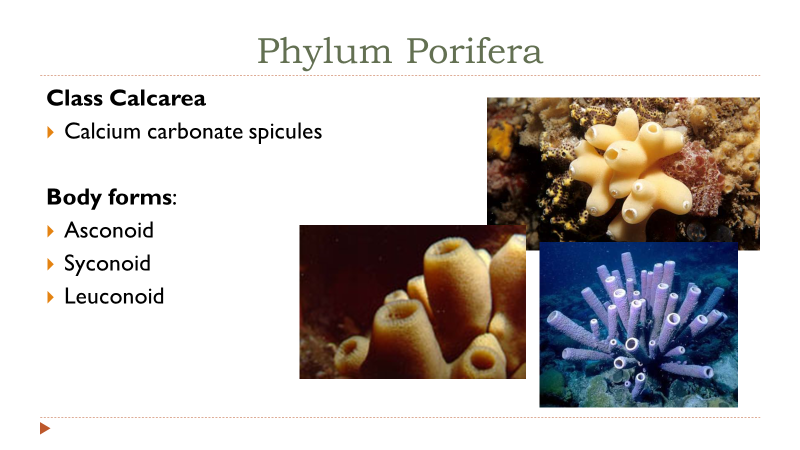 Phylum Porifera
Class Calcarea
Calcium carbonate spicules
Body forms:
Asconoid
Syconoid
Leuconoid